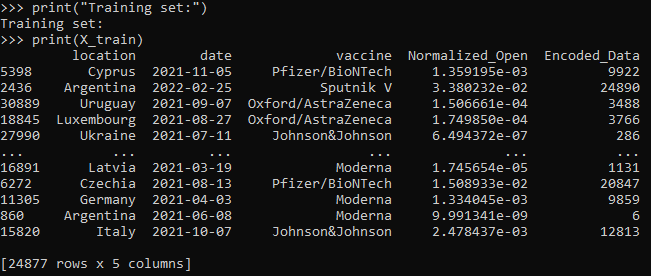 >>> print("Training set:")
Training set:
>>> print(X_train)
location date vaccine Normalized_Open Encoded_Data
5398 Cyprus 2021-11-05 Pfizer/BioNTech 1.359195e-03 9922
2436 Argentina 2022-02-25 Sputnik V 3.380232e-02 24890
30889 Uruguay 2021-09-07 Oxford/AstraZeneca 1.506661e-04 3488
18845 Luxembourg 2021-08-27 Oxford/AstraZeneca 1.749850e-04 3766
27990 Ukraine 2021-07-11 Johnson&Johnson 6.494372e-07 286
... ... ... ... ... ...
16891 Latvia 2021-03-19 Moderna 1.745654e-05 1131
6272 Czechia 2021-08-13 Pfizer/BioNTech 1.508933e-02 20847
11305 Germany 2021-04-03 Moderna 1.334045e-03 9859
860 Argentina 2021-06-08 Moderna 9.991341e-09 6
15820 Italy 2021-10-07 Johnson&Johnson 2.478437e-03 12813
[24877 rows x 5 columns]